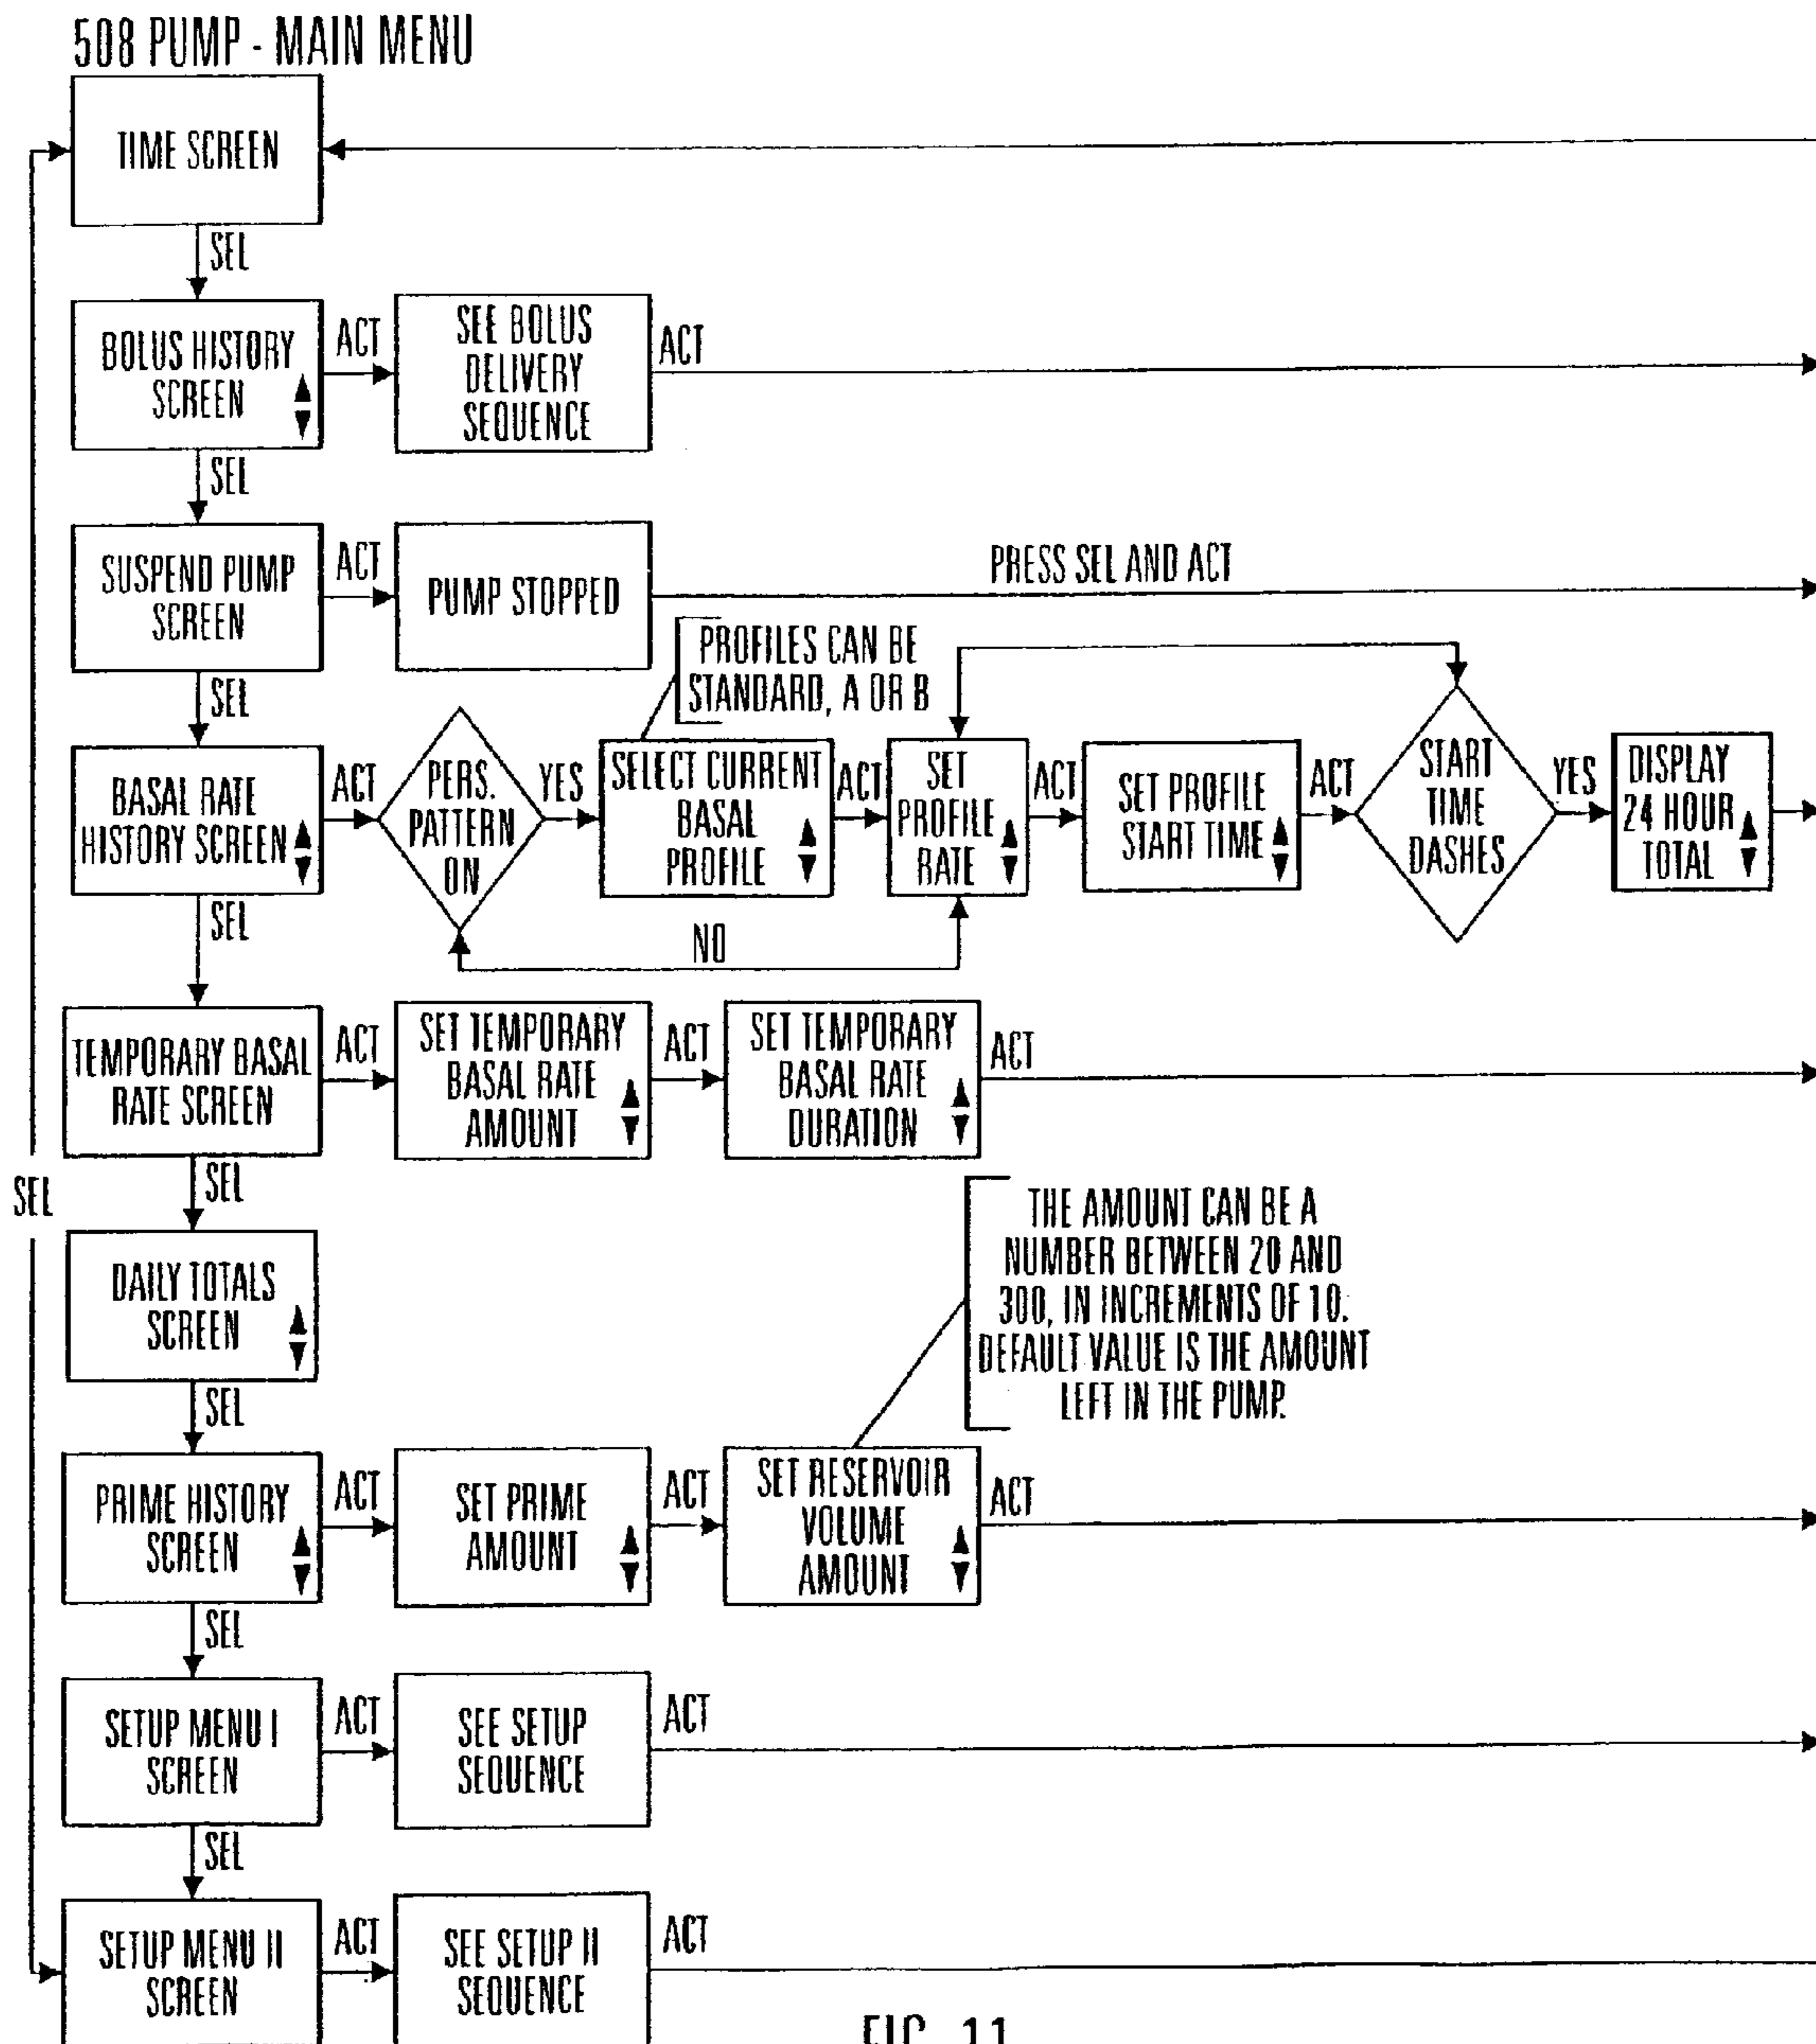 508 PUMP - MAIN MENU
TIME SCREEN
SEL
BOLUS HISTORY
SCREEN
ACT
SEE BOLUS
DELIVERY
SEQUENCE
ACT
SEL
SUSPEND PUMP
SCREEN
ACT
PUMP STOPPED
PRESS SEL AND ACT
PROFILES CAN BE
STANDARD, A OR B
SEL
BASAL RATE
HISTORY SCREEN
ACT
PERS.
PATTERN
ON
YES
SELECT CURRENT
BASAL
PROFILE
ACT
SET
PROFILE
RATE
ACT
SET PROFILE
START TIME
ACT
START
TIME
DASHES
YES
DISPLAY
24 HOUR
TOTAL
NO
SEL
TEMPORARY BASAL
RATE SCREEN
ACT
SET TEMPORARY
BASAL RATE
AMOUNT
ACT
SET TEMPORARY
BASAL RATE
DURATION
ACT
SEL
SEL
DAILY TOTALS
SCREEN
THE AMOUNT CAN BE A
NUMBER BETWEEN 20 AND
300, IN INCREMENTS OF 10.
DEFAULT VALUE IS THE AMOUNT
LEFT IN THE PUMP.
SEL
PRIME HISTORY
SCREEN
ACT
SET PRIME
AMOUNT
ACT
SET RESERVOIR
VOLUME
AMOUNT
ACT
SEL
SETUP MENU I
SCREEN
ACT
SEE SETUP
SEQUENCE
ACT
SEL
SETUP MENU II
SCREEN
ACT
SEE SETUP II
SEQUENCE
ACT
FIG. 11